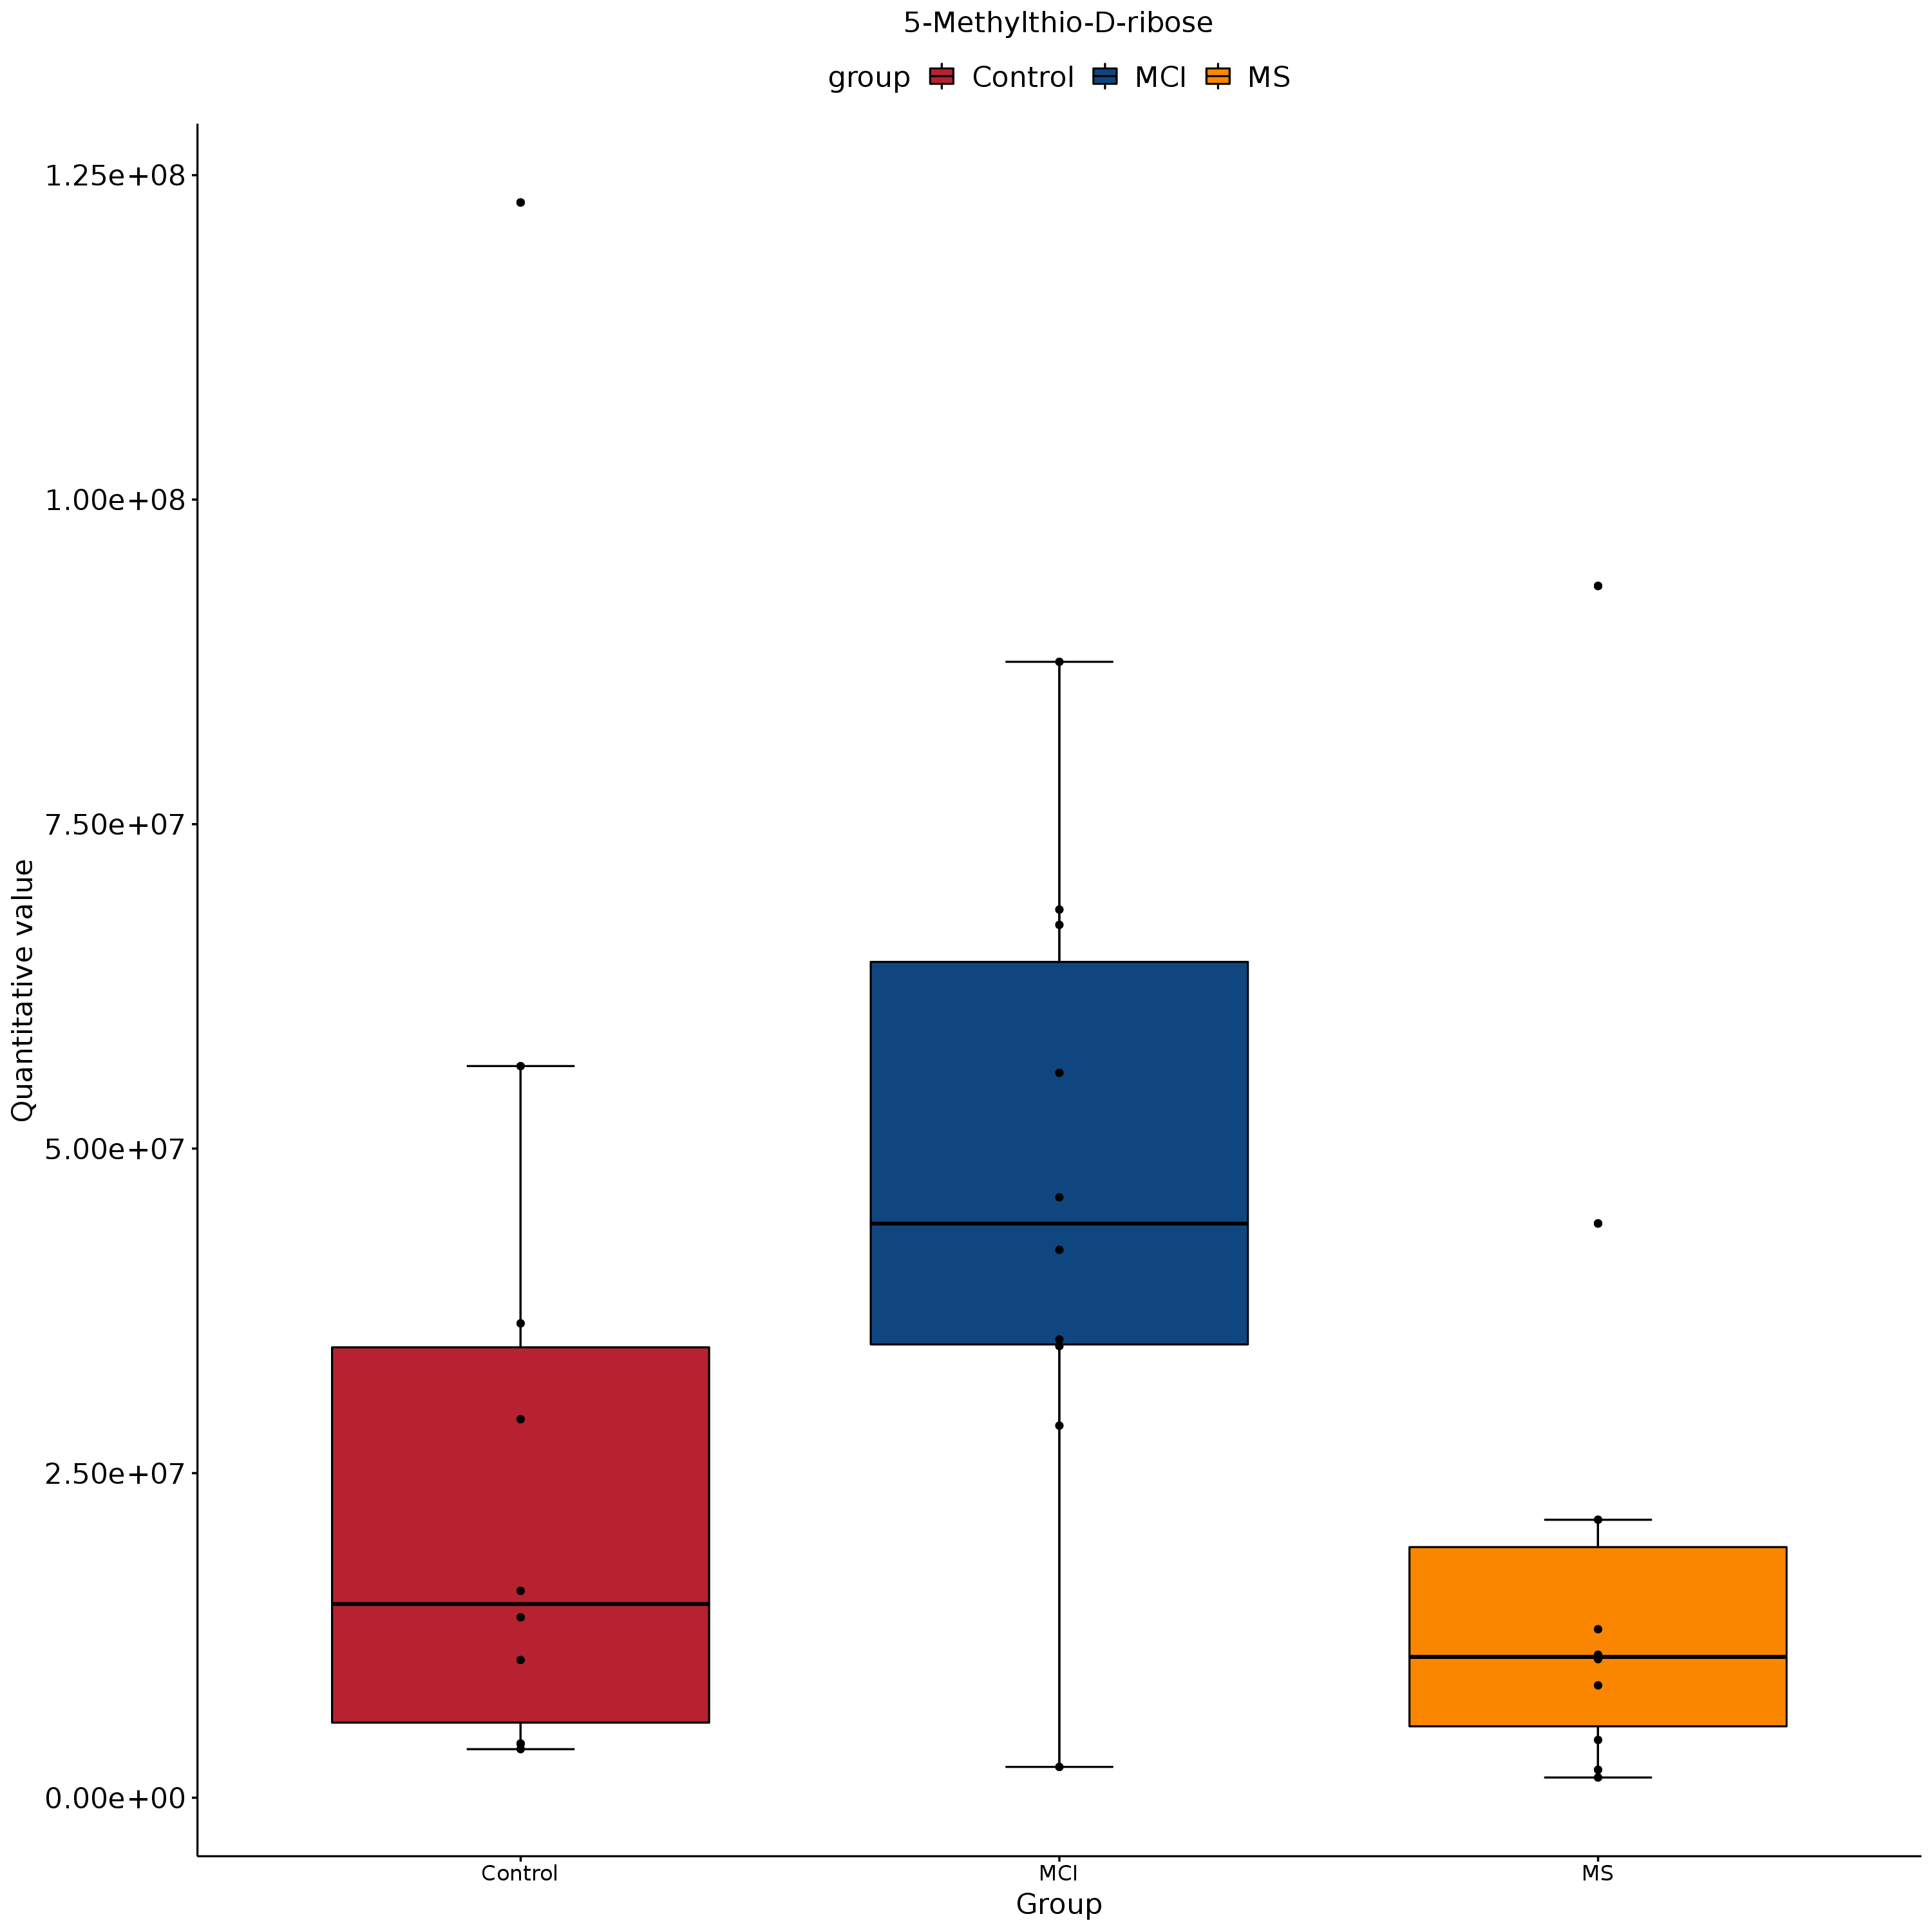 5-Methylthio-D-ribose
group Control MCI MS
1.25e+08
1.00e+08
7.50e+07
5.00e+07
2.50e+07
0.00e+00
Quantitative value
Control MCI MS
Group